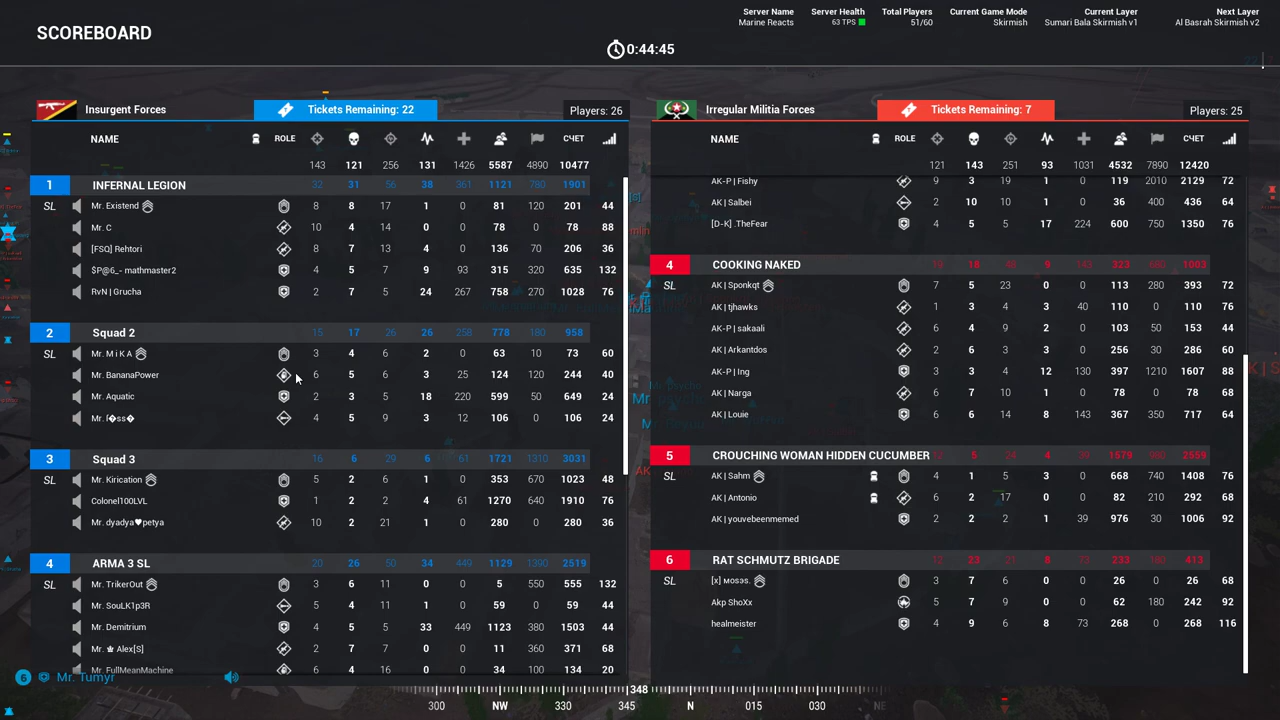 SCOREBOARD
Server Name Server Health Total Players Current Game Mode Current Layer Next Layer
Marine Reacts 63 TPS 51/60 Skirmish Sumari Bala Skirmish v1 Al Basrah Skirmish v2
0:44:45
Insurgent Forces Tickets Remaining: 22 Players: 26
NAME ROLE СЧЕТ
143 121 256 131 1426 5587 4890 10477
1 INFERNAL LEGION 32 31 56 38 361 1121 780 1901
SL Mr. Existend 8 8 17 1 0 81 120 201 44
Mr. C 10 4 14 0 0 78 0 78 88
[FSQ] Rehtori 8 7 13 4 0 136 70 206 36
$P@6_- mathmaster2 4 5 7 9 93 315 320 635 132
RvN | Grucha 2 7 5 24 267 758 270 1028 76
2 Squad 2 15 17 26 26 258 778 180 958
SL Mr. M i K A 3 4 6 2 0 63 10 73 60
Mr. BananaPower 6 5 6 3 25 124 120 244 40
Mr. Aquatic 2 3 5 18 220 599 50 649 24
Mr. f�ss� 4 5 9 3 12 106 0 106 24
3 Squad 3 16 6 29 6 61 1721 1310 3031
SL Mr. Kirication 5 2 6 1 0 353 670 1023 48
Colonel100LVL 1 2 2 4 61 1270 640 1910 76
Mr. dyadya♥petya 10 2 21 1 0 280 0 280 36
4 ARMA 3 SL 20 26 50 34 449 1129 1390 2519
SL Mr. TrikerOut 3 6 11 0 0 5 550 555 132
Mr. SouLK1p3R 5 4 11 1 0 59 0 59 44
Mr. Demitrium 4 5 5 33 449 1123 380 1503 44
Mr. ♛ Alex[S] 2 7 7 0 0 11 360 371 68
Mr. FullMeanMachine 6 4 16 0 0 34 100 134 20
6 Mr. Tumyr
Irregular Militia Forces Tickets Remaining: 7 Players: 25
NAME ROLE СЧЕТ
121 143 251 93 1031 4532 7890 12420
AK-P | Fishy 9 3 19 1 0 119 2010 2129 72
AK | Salbei 2 10 10 1 0 36 400 436 64
[D-K] .TheFear 4 5 5 17 224 600 750 1350 76
4 COOKING NAKED 19 18 48 9 143 323 680 1003
SL AK | Sponkqt 7 5 23 0 0 113 280 393 72
AK | tjhawks 1 3 4 3 40 110 0 110 76
AK-P | sakaali 6 4 9 2 0 103 50 153 44
AK | Arkantdos 2 6 3 3 0 256 30 286 60
AK-P | Ing 3 3 4 12 130 397 1210 1607 88
AK | Narga 6 7 10 1 0 78 0 78 68
AK | Louie 6 6 14 8 143 367 350 717 64
5 CROUCHING WOMAN HIDDEN CUCUMBER 12 5 24 4 39 1579 980 2559
SL AK | Sahm 4 1 5 3 0 668 740 1408 76
AK | Antonio 6 2 17 0 0 82 210 292 68
AK | youvebeenmemed 2 2 2 1 39 976 30 1006 92
6 RAT SCHMUTZ BRIGADE 12 23 21 8 73 233 180 413
SL [x] ᴍᴏsᴈs. 3 7 6 0 0 26 0 26 68
Akp ShoXx 5 7 9 0 0 62 180 242 92
healmeister 4 9 6 8 73 268 0 268 116
300 NW 330 345 348 N 015 030 NE